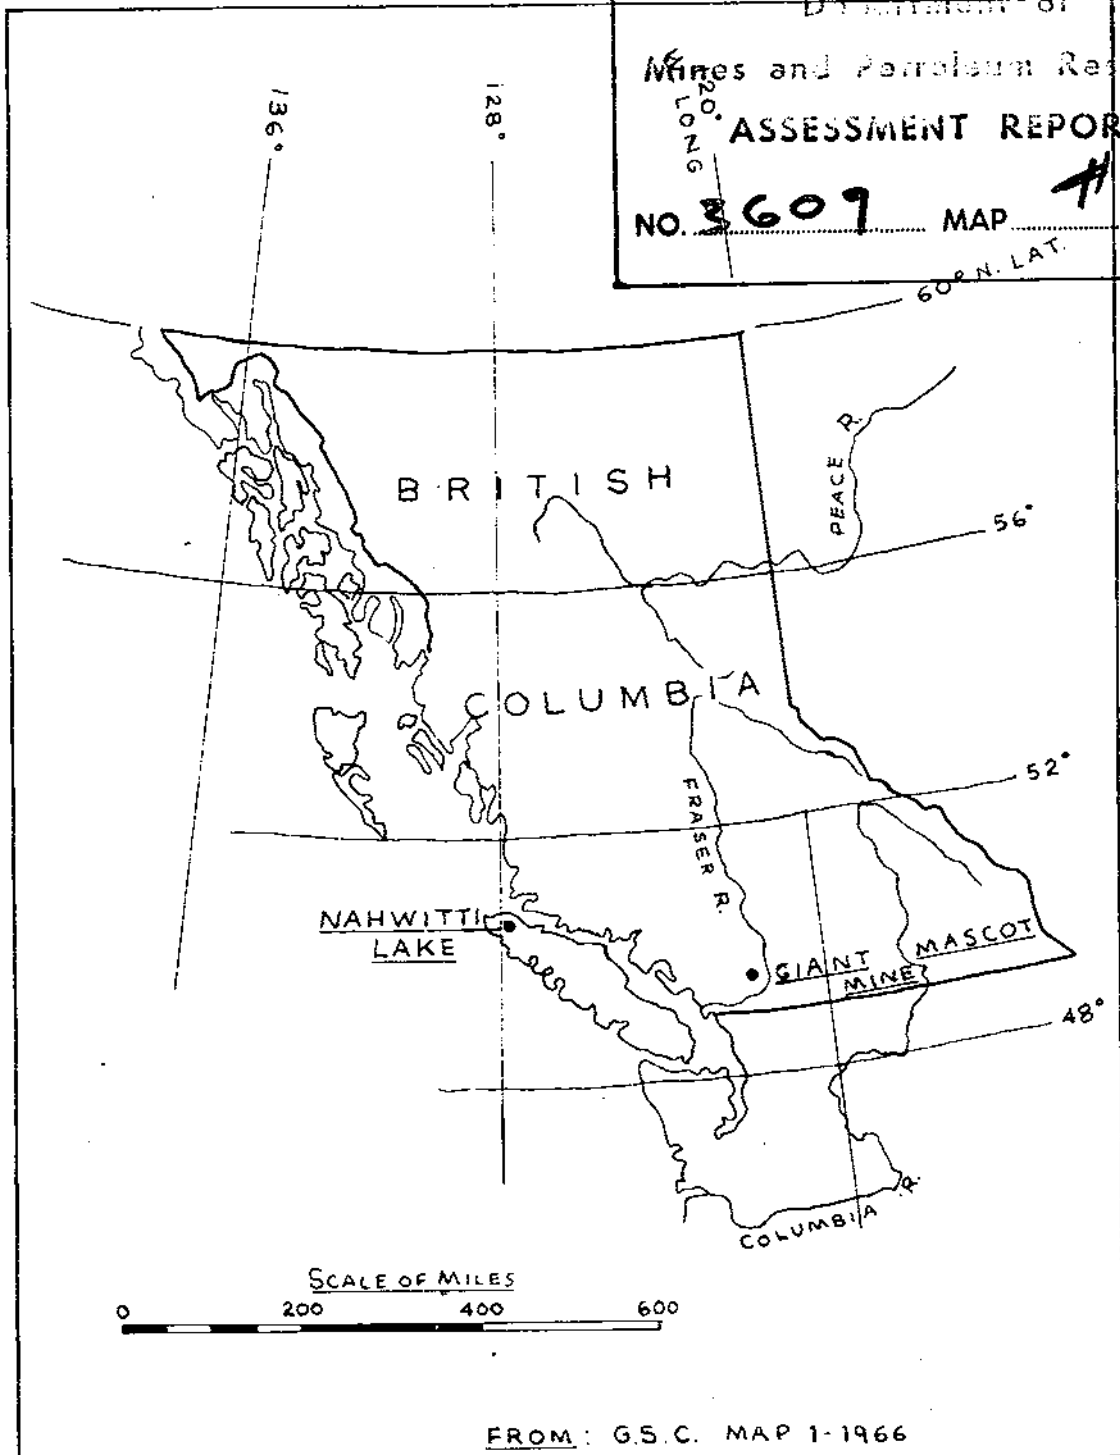 Mines and Petroleum Res
ASSESSMENT REPOR
NO. 3609 MAP #
136°
128°
20°
LONG
60° N. LAT.
BRITISH
PEACE R.
56°
COLUMBIA
52°
FRASER R.
NAHWITTI
LAKE
GIANT MASCOT
MINE
48°
COLUMBIA R.
SCALE OF MILES
0 200 400 600
FROM: G.S.C. MAP 1-1966